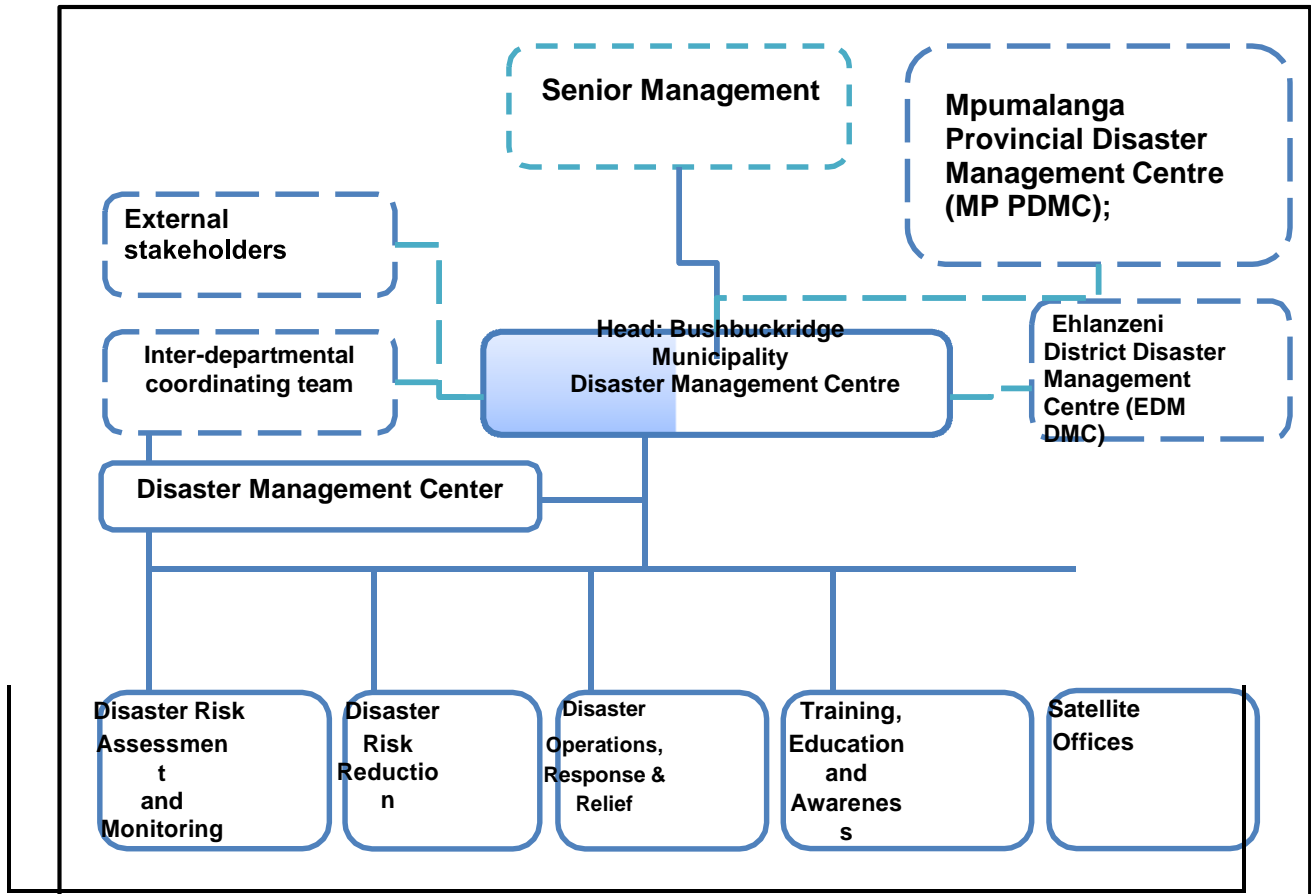 Senior Management
Mpumalanga
Provincial Disaster
Management Centre
(MP PDMC);
External
stakeholders
Inter-departmental
coordinating team
Head: Bushbuckridge
Municipality
Disaster Management Centre
Ehlanzeni
District Disaster
Management
Centre (EDM
DMC)
Disaster Management Center
Disaster Risk
Assessmen
t
and
Monitoring
Disaster
Risk
Reductio
n
Disaster
Operations,
Response &
Relief
Training,
Education
and
Awarenes
s
Satellite
Offices